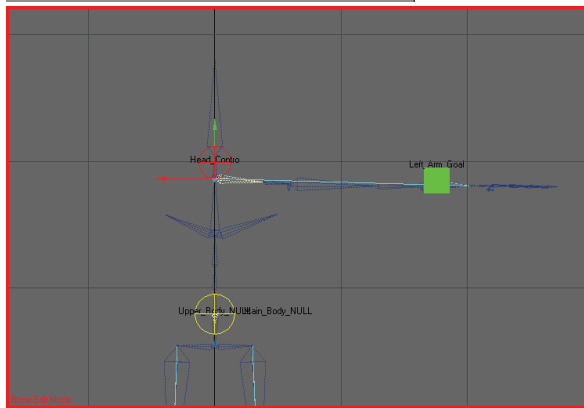 Head_Contro
Left_Arm_Goal
Upper_Body_NULL
Main_Body_NULL